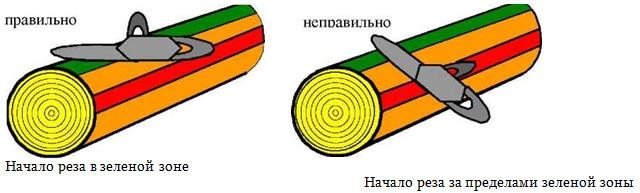 правильно
неправильно
Начало реза в зеленой зоне
Начало реза за пределами зеленой зоны